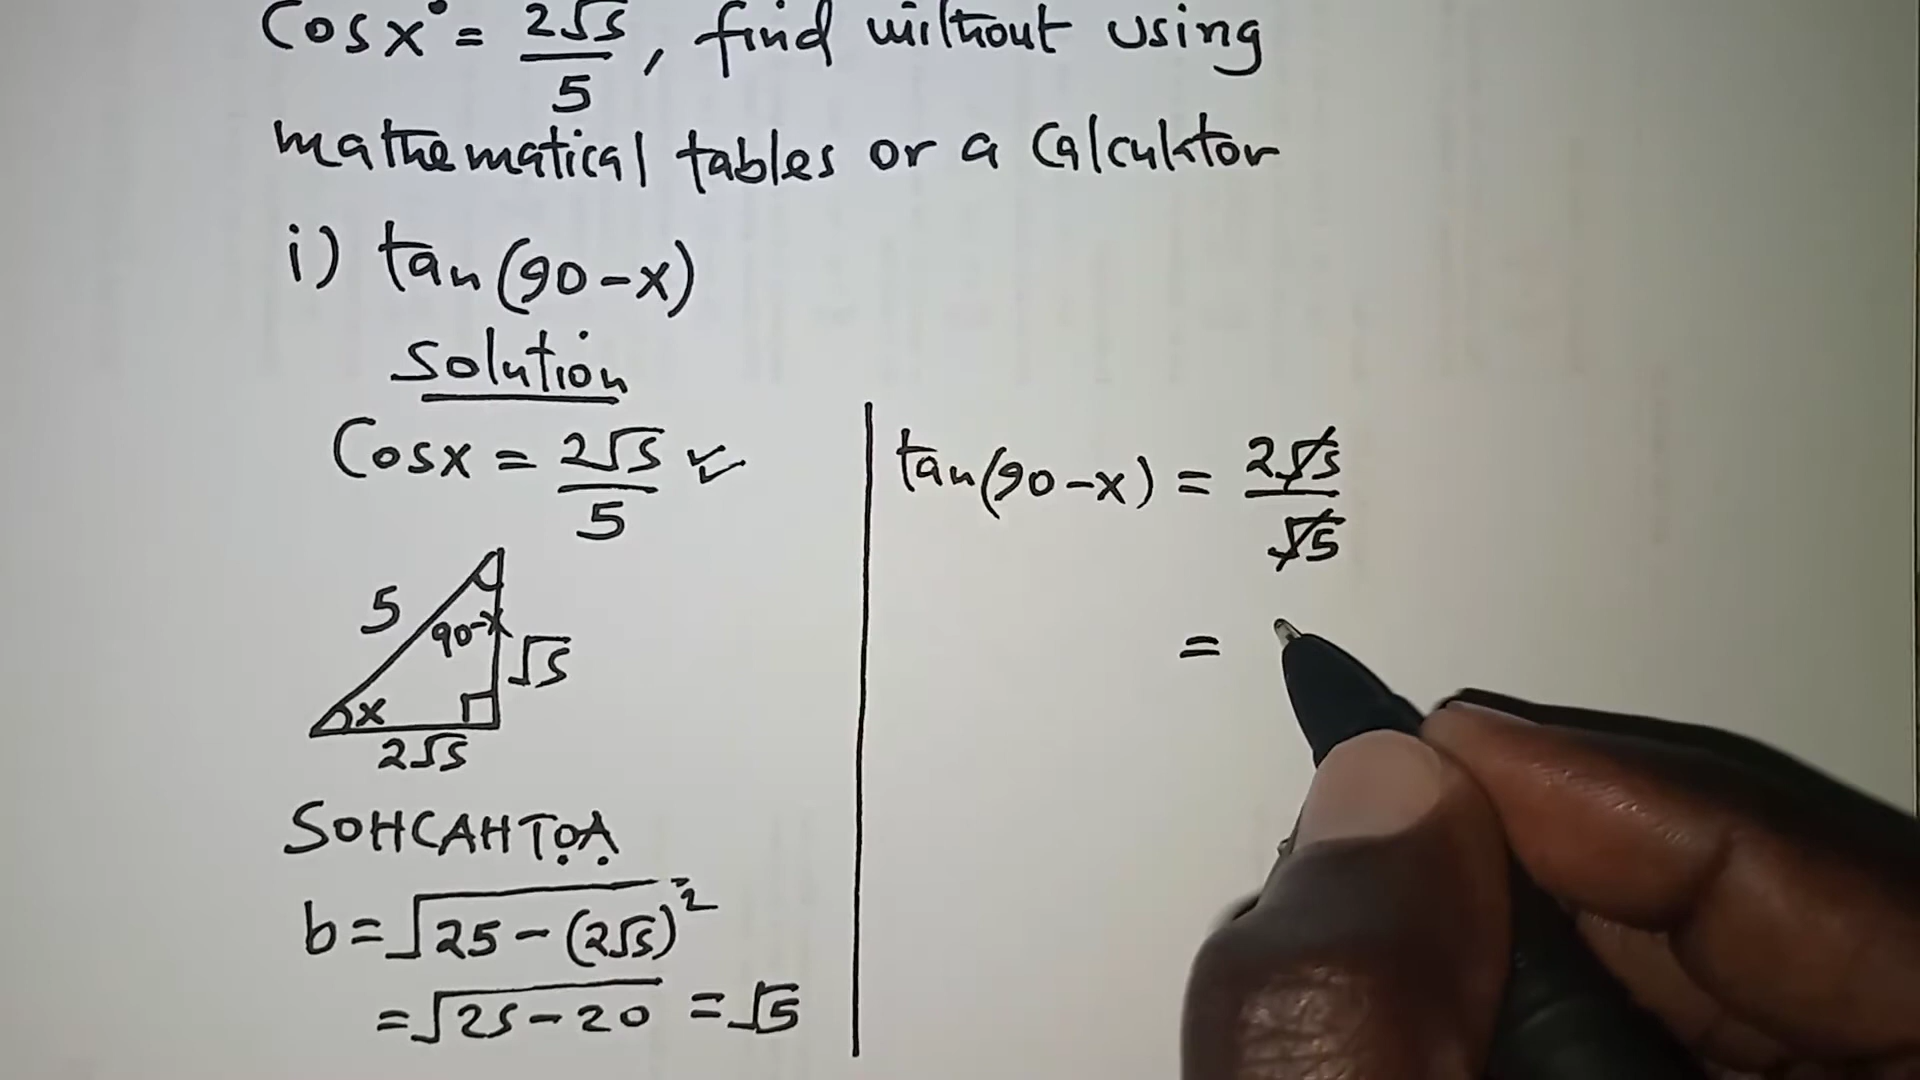 Cos x° = 2√5/5, find without using
mathematical tables or a calculator
i) tan(90-x)
Solution
Cosx = 2√5/5 ✓✓
5
90-x
√5
x
2√5
SOHCAHTOA
b = √25 - (2√5)²
= √25 - 20 = √5
tan(90-x) = 2√5/√5
=